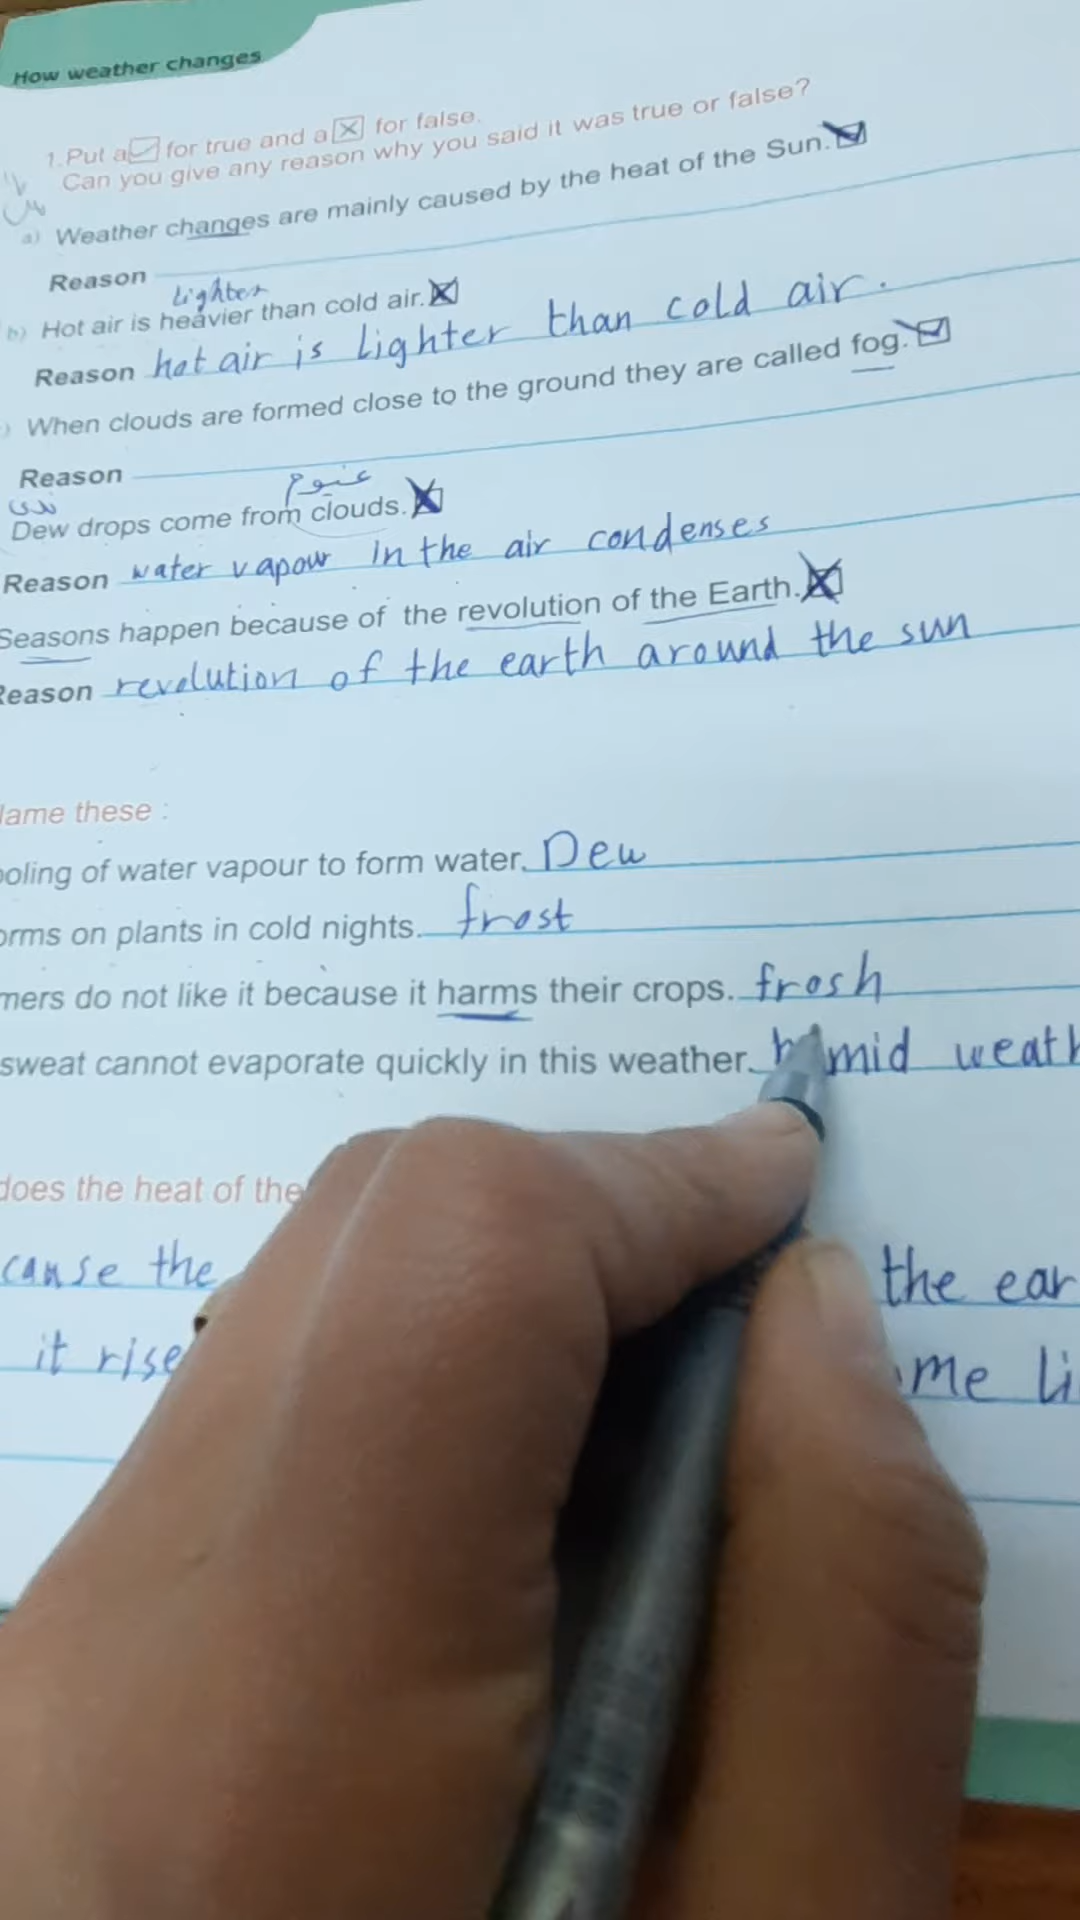 How weather changes
1.Put a ☑ for true and a ☒ for false.
Can you give any reason why you said it was true or false?
a) Weather changes are mainly caused by the heat of the Sun.
Reason
Lighter
b) Hot air is heavier than cold air.
Reason hot air is Lighter than cold air.
) When clouds are formed close to the ground they are called fog.
Reason
غيوم
ندى
Dew drops come from clouds.
Reason water vapour in the air condenses
Seasons happen because of the revolution of the Earth.
Reason revolution of the earth around the sun
lame these :
ooling of water vapour to form water. Dew
orms on plants in cold nights. frost
mers do not like it because it harms their crops. frosh
sweat cannot evaporate quickly in this weather. mid weath
does the heat of the
cause the the ear
it rise me li